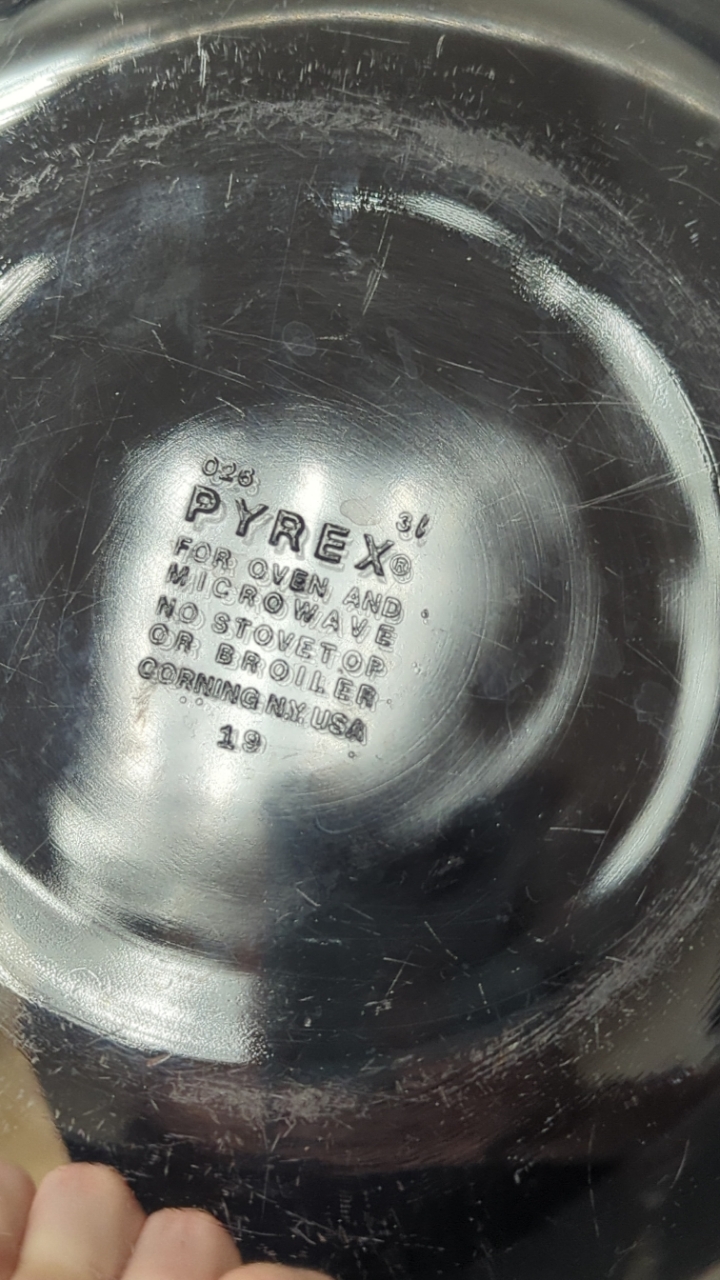 026
PYREX® 3ℓ
FOR OVEN AND
MICROWAVE
NO STOVETOP
OR BROILER
CORNING N.Y. USA
19